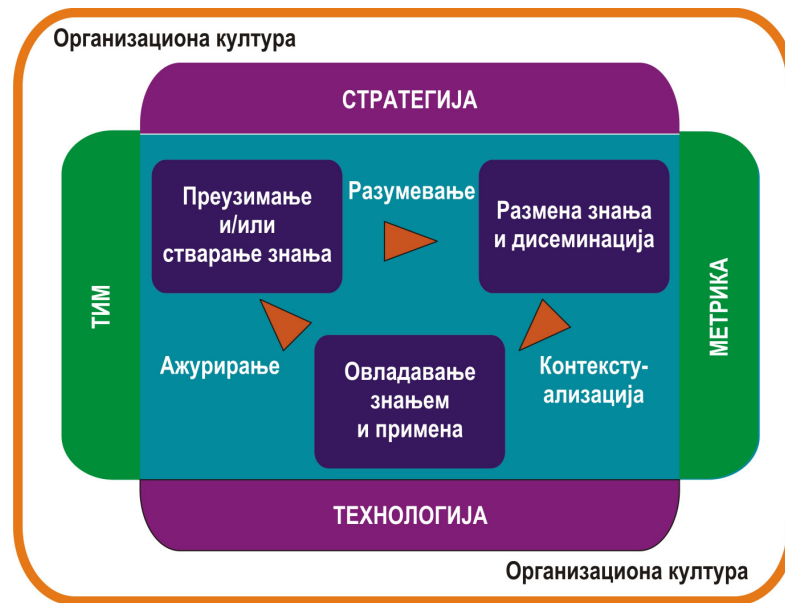 Организациона култура
СТРАТЕГИЈА
Преузимање
и/или
стварање знања
Разумевање
Размена знања
и дисеминација
ТИМ
МЕТРИКА
Ажурирање
Овладавање
знањем
и примена
Контексту-
ализација
ТЕХНОЛОГИЈА
Организациона култура